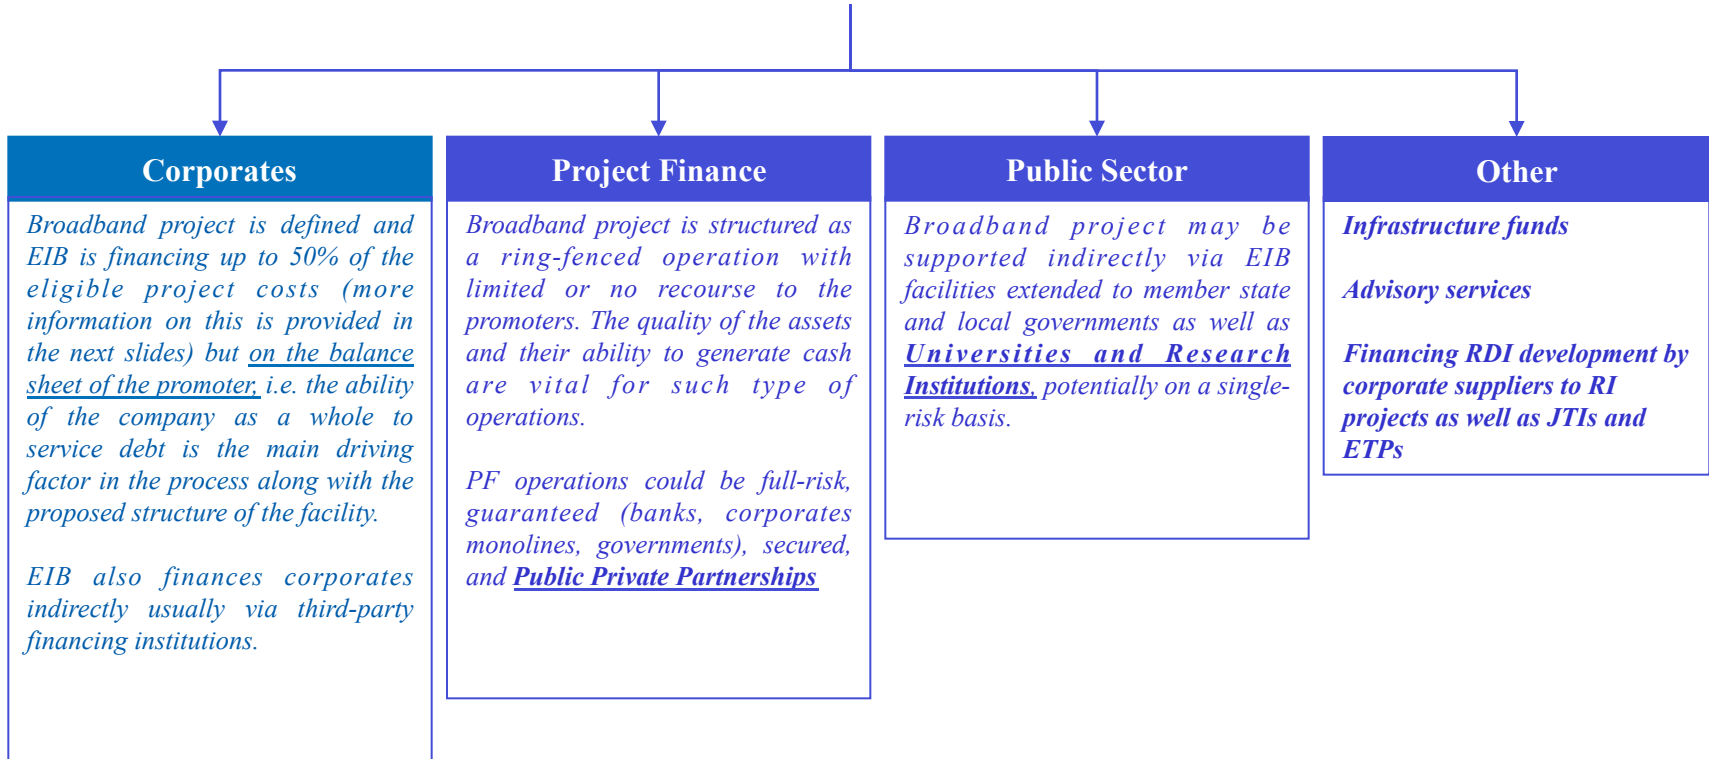 Corporates
Broadband project is defined and
EIB is financing up to 50% of the
eligible project costs (more
information on this is provided in
the next slides) but on the balance
sheet of the promoter, i.e. the ability
of the company as a whole to
service debt is the main driving
factor in the process along with the
proposed structure of the facility.
EIB also finances corporates
indirectly usually via third-party
financing institutions.
Project Finance
Broadband project is structured as
a ring-fenced operation with
limited or no recourse to the
promoters. The quality of the assets
and their ability to generate cash
are vital for such type of
operations.
PF operations could be full-risk,
guaranteed (banks, corporates
monolines, governments), secured,
and Public Private Partnerships
Public Sector
Broadband project may be
supported indirectly via EIB
facilities extended to member state
and local governments as well as
Universities and Research
Institutions, potentially on a single-
risk basis.
Other
Infrastructure funds
Advisory services
Financing RDI development by
corporate suppliers to RI
projects as well as JTIs and
ETPs